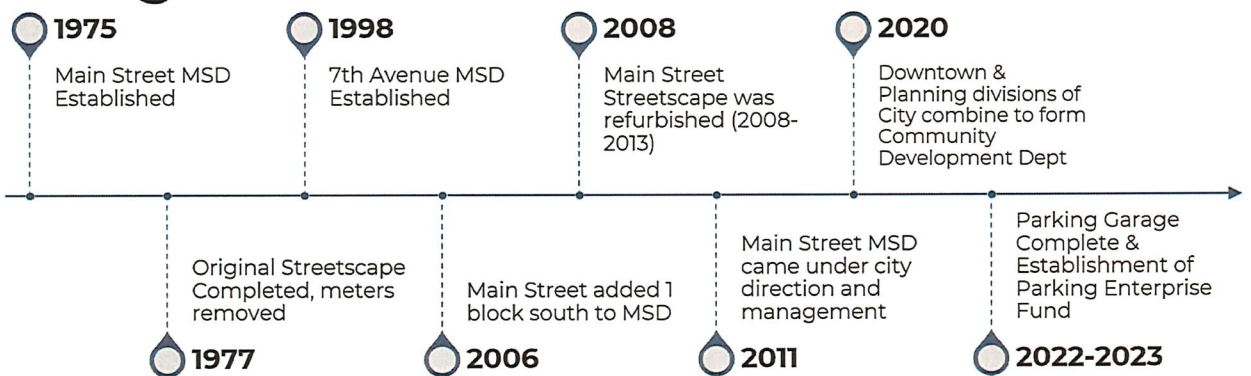 1975
Main Street MSD
Established
1977
Original Streetscape
Completed, meters
removed
1998
7th Avenue MSD
Established
2006
Main Street added 1
block south to MSD
2008
Main Street
Streetscape was
refurbished (2008-
2013)
2011
Main Street MSD
came under city
direction and
management
2020
Downtown &
Planning divisions of
City combine to form
Community
Development Dept
2022-2023
Parking Garage
Complete &
Establishment of
Parking Enterprise
Fund